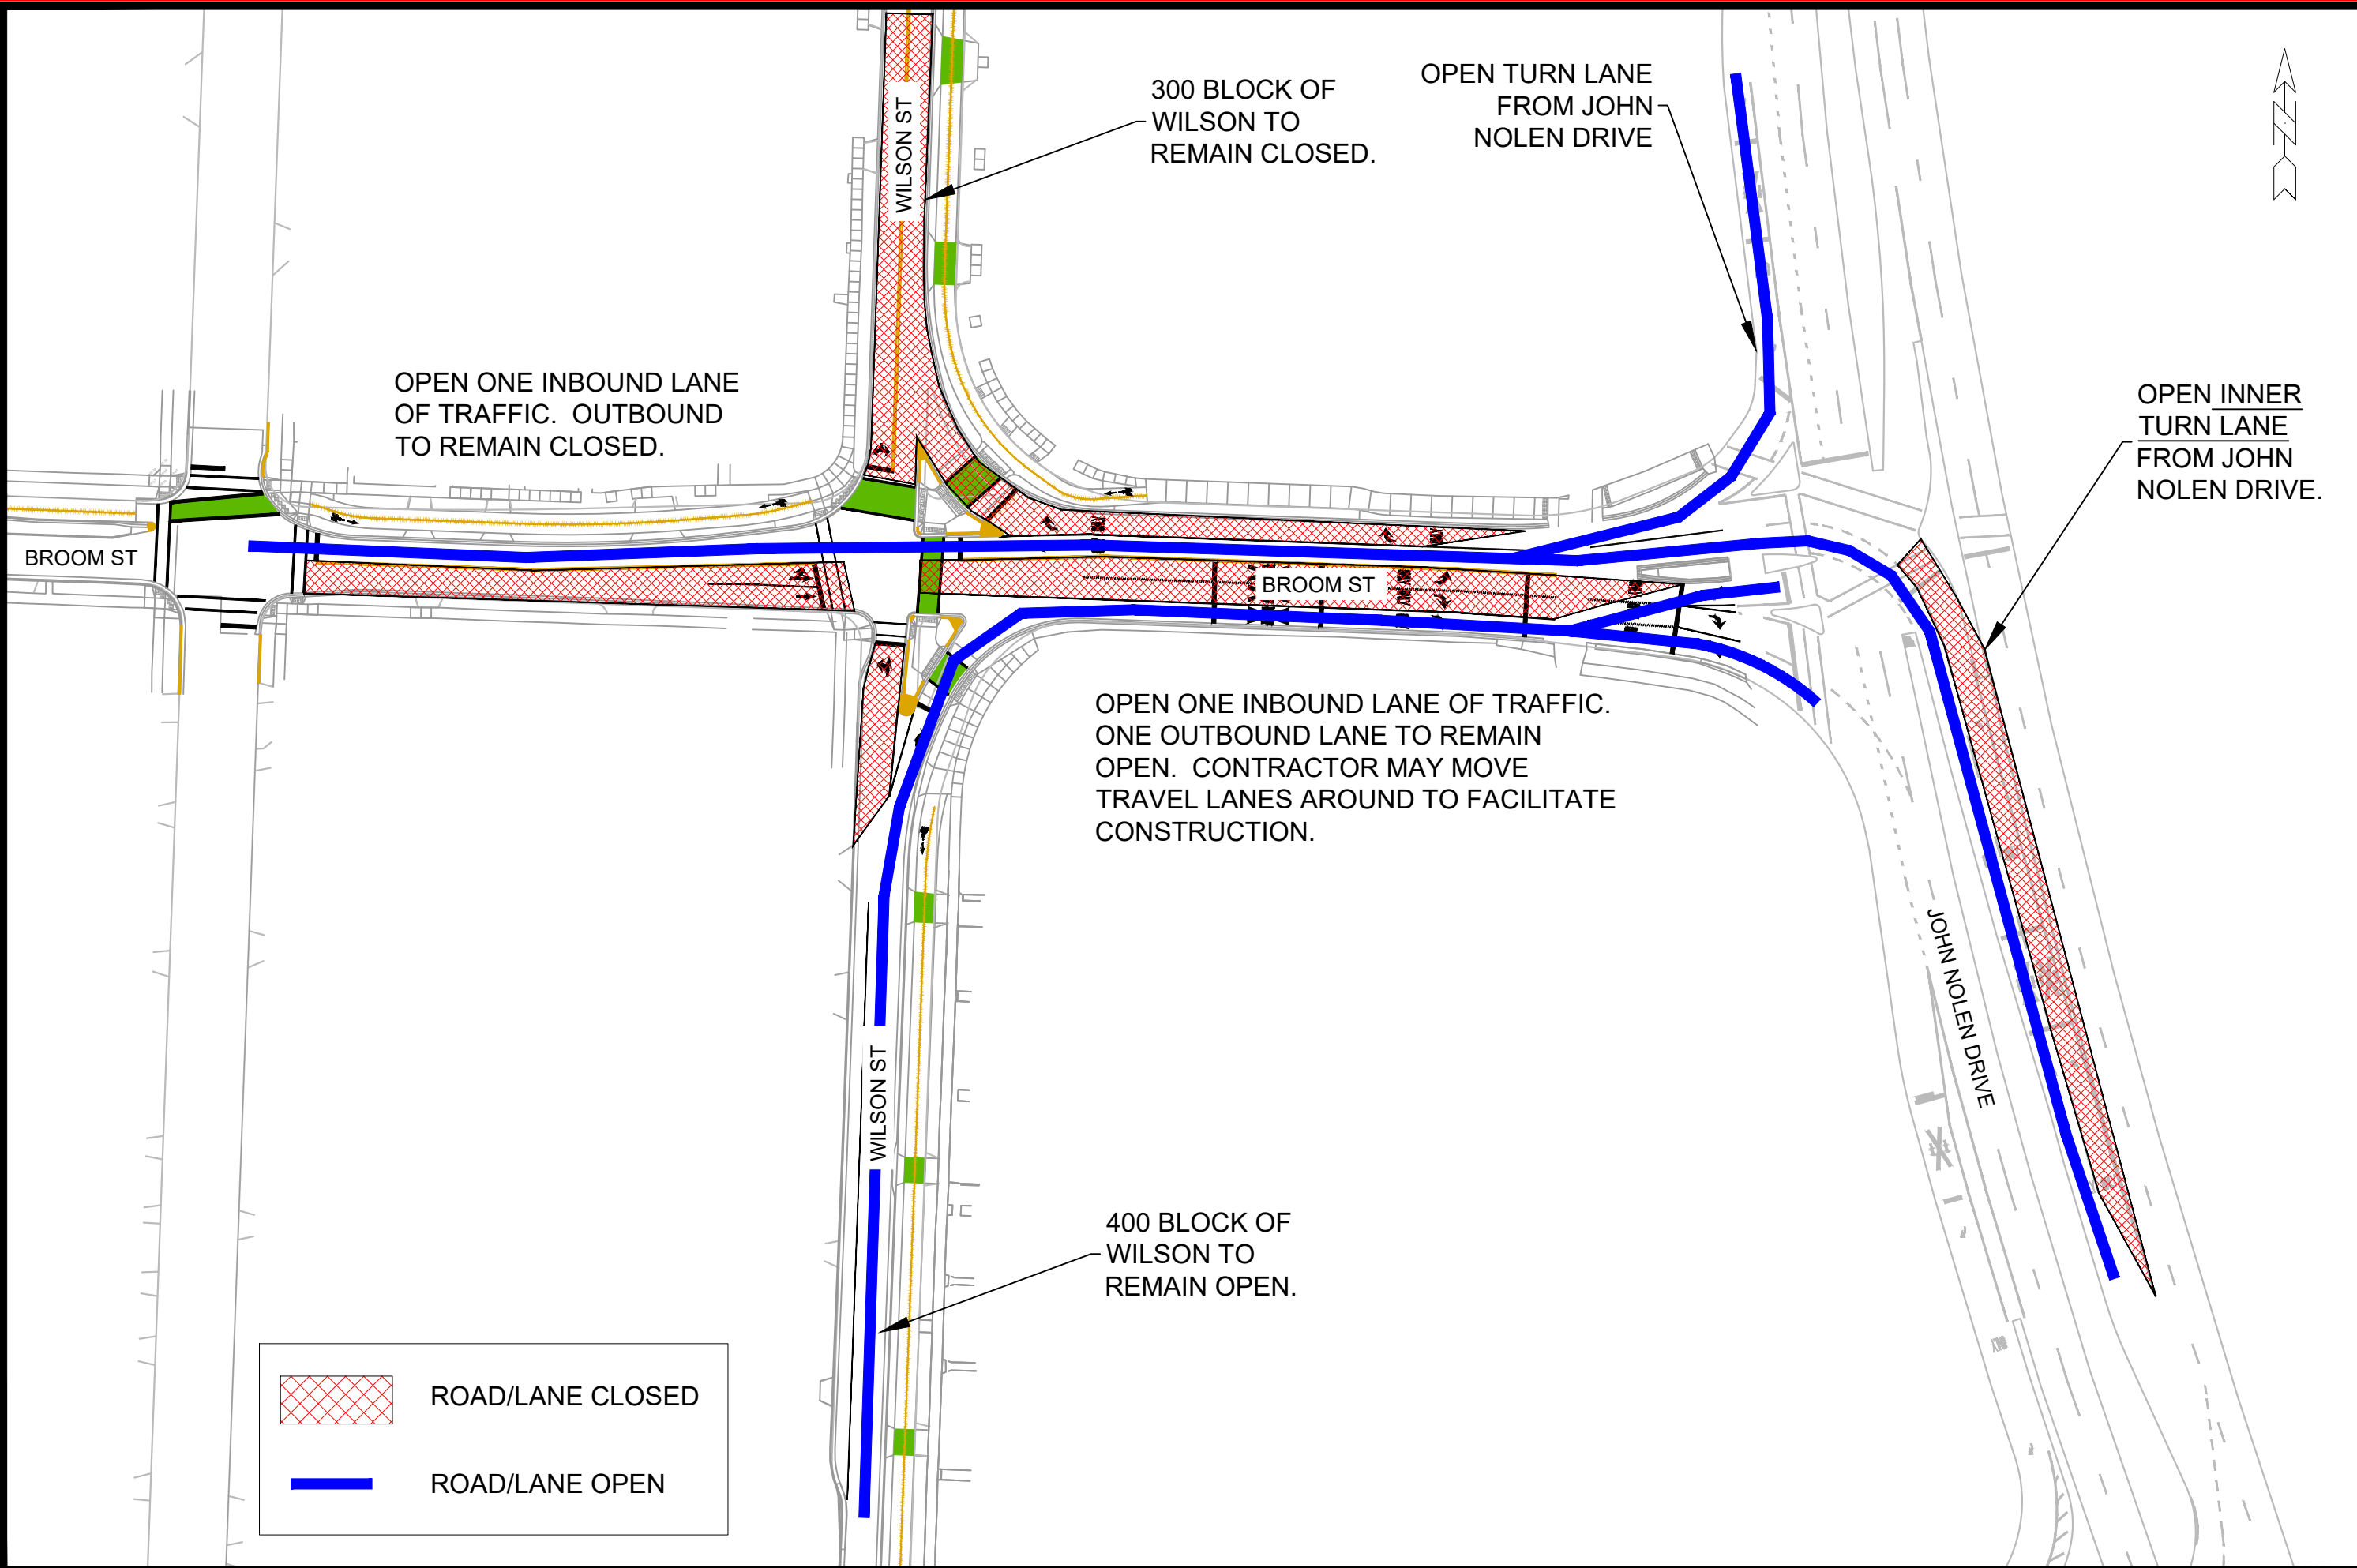 300 BLOCK OF
WILSON TO
REMAIN CLOSED.
OPEN TURN LANE
FROM JOHN
NOLEN DRIVE
N
WILSON ST
OPEN ONE INBOUND LANE
OF TRAFFIC. OUTBOUND
TO REMAIN CLOSED.
OPEN INNER
TURN LANE
FROM JOHN
NOLEN DRIVE.
BROOM ST
BROOM ST
OPEN ONE INBOUND LANE OF TRAFFIC.
ONE OUTBOUND LANE TO REMAIN
OPEN. CONTRACTOR MAY MOVE
TRAVEL LANES AROUND TO FACILITATE
CONSTRUCTION.
JOHN NOLEN DRIVE
WILSON ST
400 BLOCK OF
WILSON TO
REMAIN OPEN.
ROAD/LANE CLOSED
ROAD/LANE OPEN